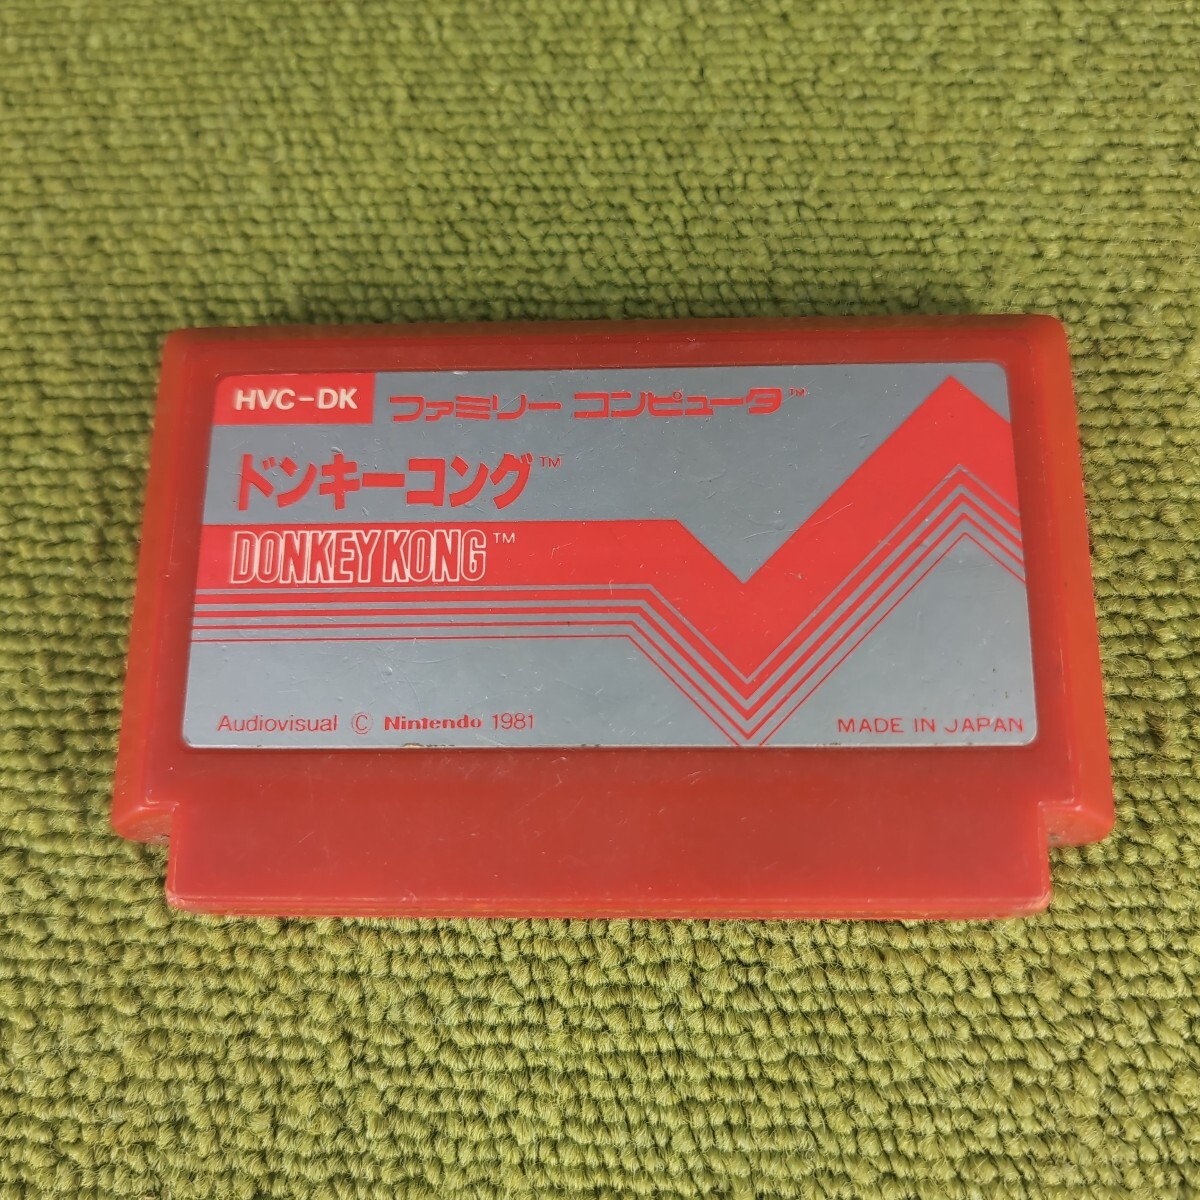 HVC-DK ファミリー コンピュータ™
ドンキーコング™
DONKEY KONG™
Audiovisual © Nintendo 1981 MADE IN JAPAN